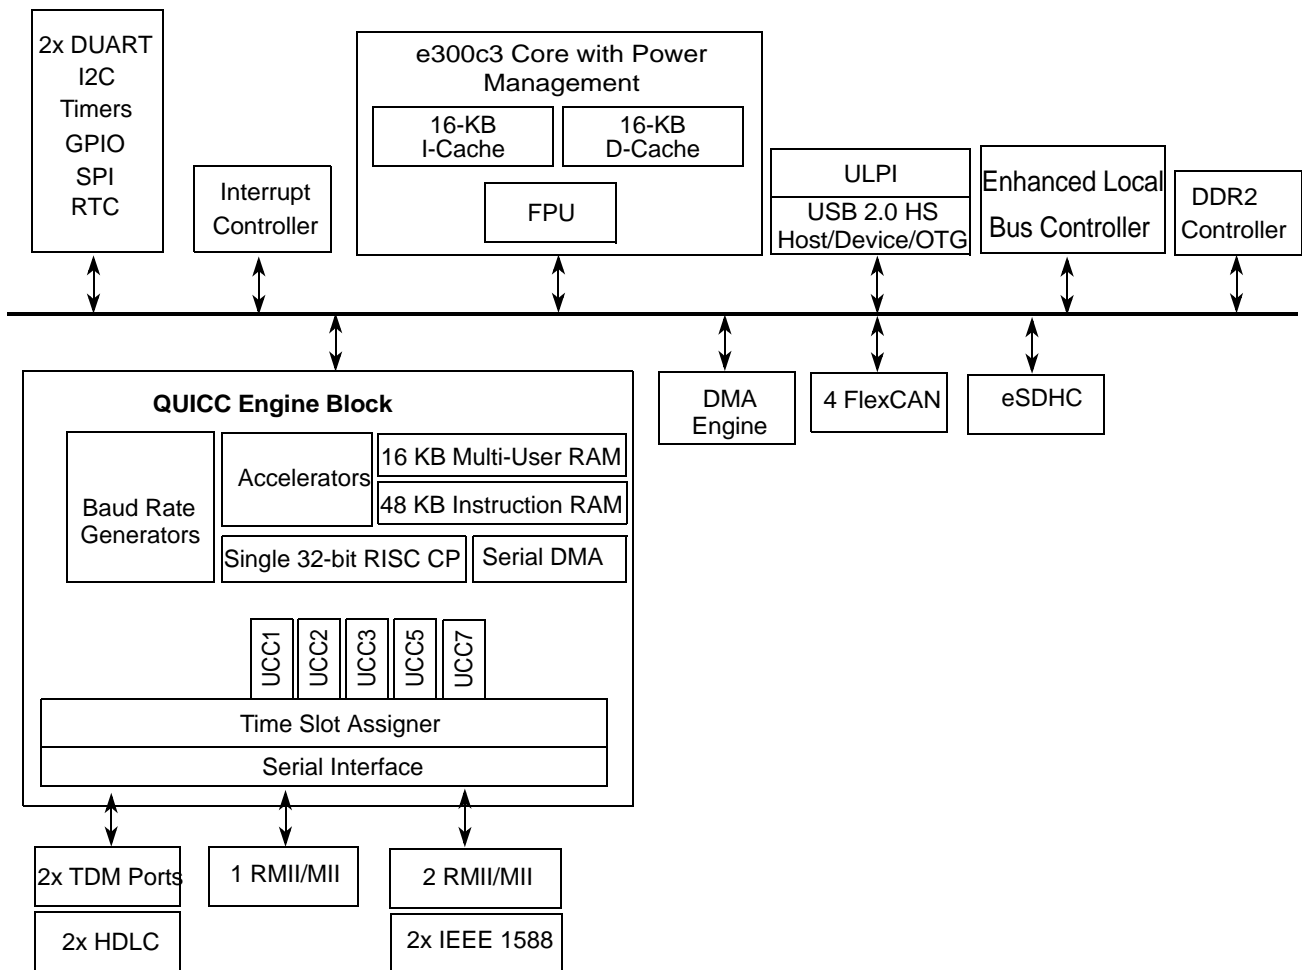 2x DUART
I2C
Timers
GPIO
SPI
RTC
Interrupt
Controller
e300c3 Core with Power
Management
16-KB
I-Cache
16-KB
D-Cache
FPU
ULPI
USB 2.0 HS
Host/Device/OTG
Enhanced Local
Bus Controller
DDR2
Controller
QUICC Engine Block
Baud Rate
Generators
Accelerators
16 KB Multi-User RAM
48 KB Instruction RAM
Single 32-bit RISC CP
Serial DMA
UCC1
UCC2
UCC3
UCC5
UCC7
Time Slot Assigner
Serial Interface
DMA
Engine
4 FlexCAN
eSDHC
2x TDM Ports
2x HDLC
1 RMII/MII
2 RMII/MII
2x IEEE 1588